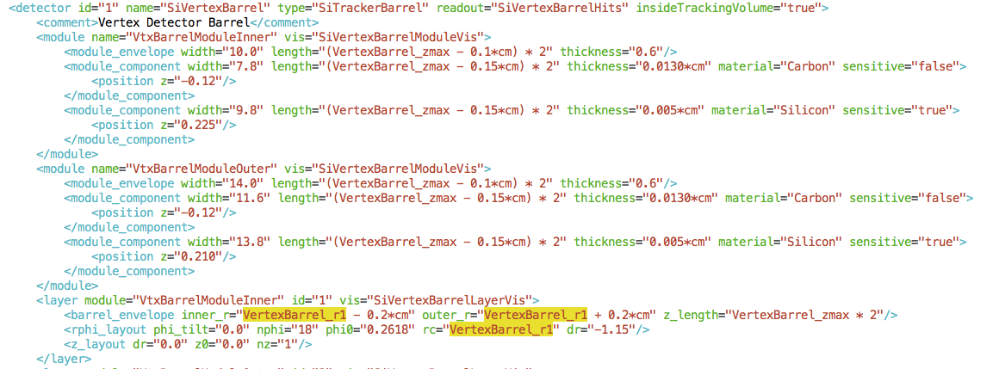 <detector id="1" name="SiVertexBarrel" type="SiTrackerBarrel" readout="SiVertexBarrelHits" insideTrackingVolume="true">
<comment>Vertex Detector Barrel</comment>
<module name="VtxBarrelModuleInner" vis="SiVertexBarrelModuleVis">
<module_envelope width="10.0" length="(VertexBarrel_zmax - 0.1*cm) * 2" thickness="0.6"/>
<module_component width="7.8" length="(VertexBarrel_zmax - 0.15*cm) * 2" thickness="0.0130*cm" material="Carbon" sensitive="false">
<position z="-0.12"/>
</module_component>
<module_component width="9.8" length="(VertexBarrel_zmax - 0.15*cm) * 2" thickness="0.005*cm" material="Silicon" sensitive="true">
<position z="0.225"/>
</module_component>
</module>
<module name="VtxBarrelModuleOuter" vis="SiVertexBarrelModuleVis">
<module_envelope width="14.0" length="(VertexBarrel_zmax - 0.1*cm) * 2" thickness="0.6"/>
<module_component width="11.6" length="(VertexBarrel_zmax - 0.15*cm) * 2" thickness="0.0130*cm" material="Carbon" sensitive="false">
<position z="-0.12"/>
</module_component>
<module_component width="13.8" length="(VertexBarrel_zmax - 0.15*cm) * 2" thickness="0.005*cm" material="Silicon" sensitive="true">
<position z="0.210"/>
</module_component>
</module>
<layer module="VtxBarrelModuleInner" id="1" vis="SiVertexBarrelLayerVis">
<barrel_envelope inner_r="VertexBarrel_r1 - 0.2*cm" outer_r="VertexBarrel_r1 + 0.2*cm" z_length="VertexBarrel_zmax * 2"/>
<rphi_layout phi_tilt="0.0" nphi="18" phi0="0.2618" rc="VertexBarrel_r1" dr="-1.15"/>
<z_layout dr="0.0" z0="0.0" nz="1"/>
</layer>